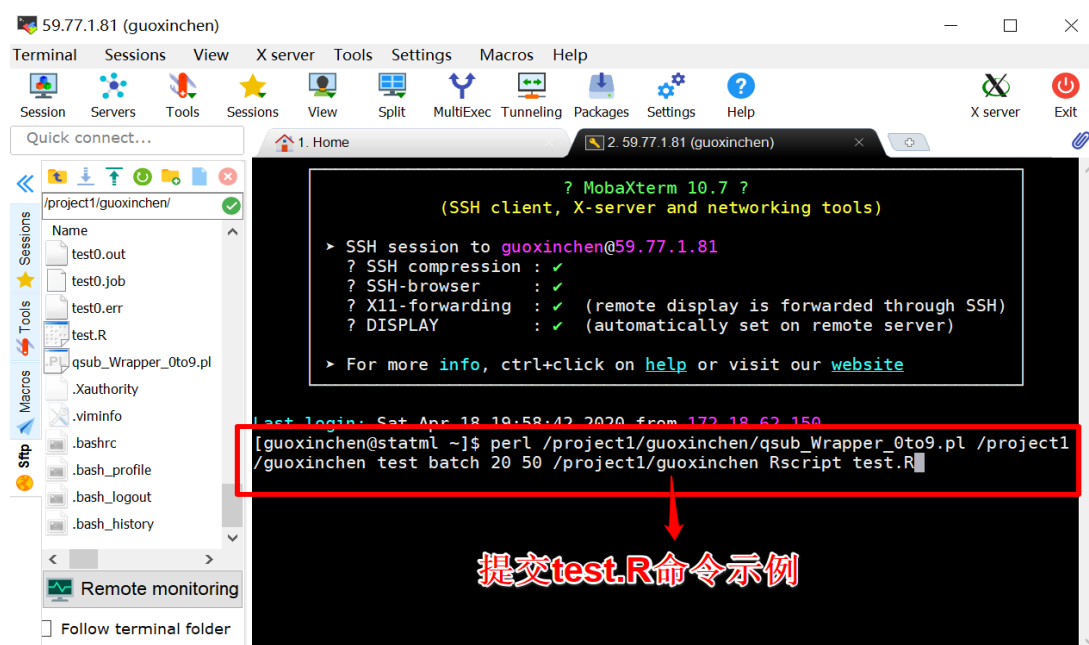 59.77.1.81 (guoxinchen)
Terminal Sessions View X server Tools Settings Macros Help
Session Servers Tools Sessions View Split MultiExec Tunneling Packages Settings Help X server Exit
Quick connect...
1. Home
2. 59.77.1.81 (guoxinchen)
/project1/guoxinchen/
Name
test0.out
test0.job
test0.err
test.R
qsub_Wrapper_0to9.pl
.Xauthority
.viminfo
.bashrc
.bash_profile
.bash_logout
.bash_history
Sessions
Tools
Macros
Sftp
Remote monitoring
Follow terminal folder
? MobaXterm 10.7 ?
(SSH client, X-server and networking tools)
➤ SSH session to guoxinchen@59.77.1.81
? SSH compression : ✔
? SSH-browser : ✔
? X11-forwarding : ✔ (remote display is forwarded through SSH)
? DISPLAY : ✔ (automatically set on remote server)
➤ For more info, ctrl+click on help or visit our website
Last login: Sat Apr 18 19:58:42 2020 from 172.18.62.150
[guoxinchen@statml ~]$ perl /project1/guoxinchen/qsub_Wrapper_0to9.pl /project1
/guoxinchen test batch 20 50 /project1/guoxinchen Rscript test.R
提交test.R命令示例